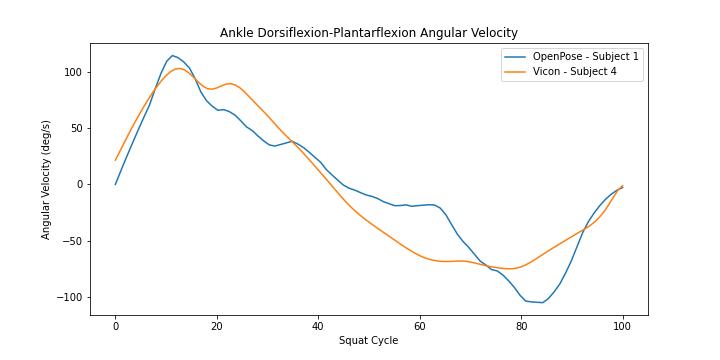 Ankle Dorsiflexion-Plantarflexion Angular Velocity
OpenPose - Subject 1
Vicon - Subject 4
Angular Velocity (deg/s)
100
50
0
−50
−100
0 20 40 60 80 100
Squat Cycle